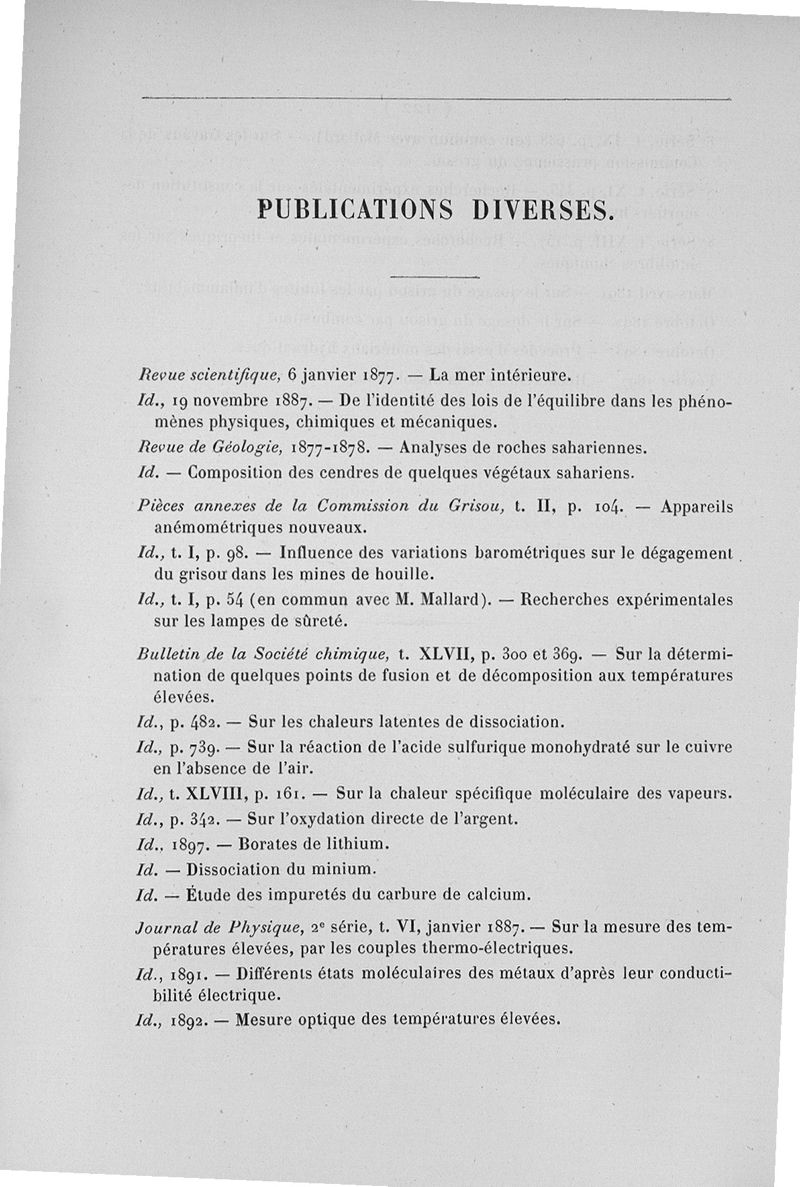 PUBLICATIONS DIVERSES.
Revue scientifique, 6 janvier 1877. — La mer intérieure.
Id., 19 novembre 1887. — De l'identité des lois de l'équilibre dans les phéno-
mènes physiques, chimiques et mécaniques.
Revue de Géologie, 1877-1878. — Analyses de roches sahariennes.
Id. — Composition des cendres de quelques végétaux sahariens.
Pièces annexes de la Commission du Grisou, t. II, p. 104. — Appareils
anémométriques nouveaux.
Id., t. I, p. 98. — Influence des variations barométriques sur le dégagement
du grisou dans les mines de houille.
Id., t. I, p. 54 (en commun avec M. Mallard). — Recherches expérimentales
sur les lampes de sûreté.
Bulletin de la Société chimique, t. XLVII, p. 300 et 369. — Sur la détermi-
nation de quelques points de fusion et de décomposition aux températures
élevées.
Id., p. 482. — Sur les chaleurs latentes de dissociation.
Id., p. 739. — Sur la réaction de l'acide sulfurique monohydraté sur le cuivre
en l'absence de l'air.
Id., t. XLVIII, p. 161. — Sur la chaleur spécifique moléculaire des vapeurs.
Id., p. 342. — Sur l'oxydation directe de l'argent.
Id., 1897. — Borates de lithium.
Id. — Dissociation du minium.
Id. — Étude des impuretés du carbure de calcium.
Journal de Physique, 2e série, t. VI, janvier 1887. — Sur la mesure des tem-
pératures élevées, par les couples thermo-électriques.
Id., 1891. — Différents états moléculaires des métaux d'après leur conducti-
bilité électrique.
Id., 1892. — Mesure optique des températures élevées.